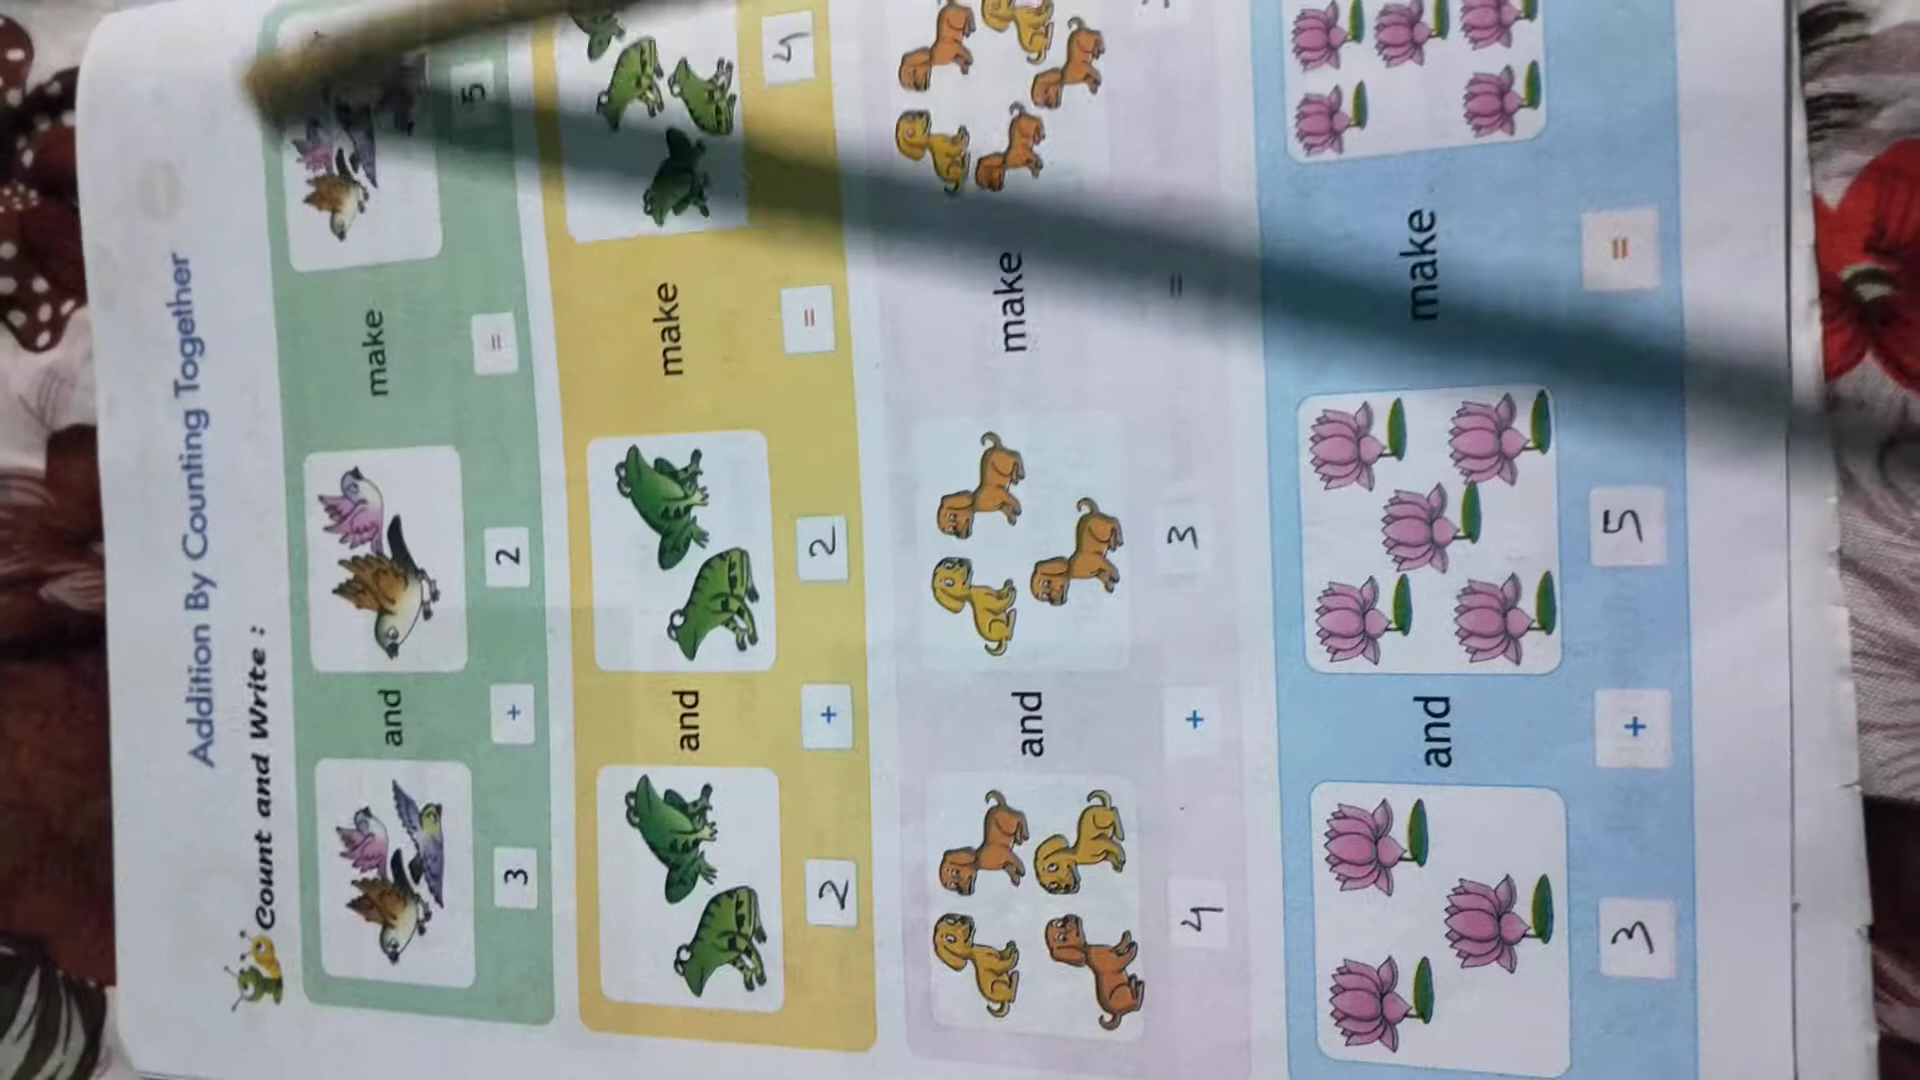 Addition By Counting Together
Count and Write :
and make
3 + 2 = 5
and make
2 + 2 = 4
and make
4 + 3 =
and make
3 + 5 =